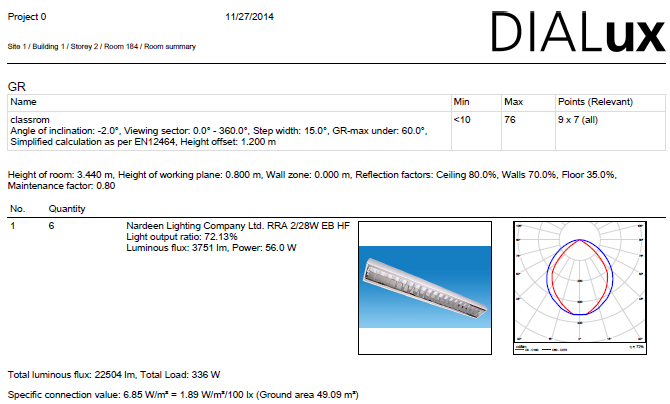 Project 0 11/27/2014
DIALux
Site 1 / Building 1 / Storey 2 / Room 184 / Room summary
GR
Name Min Max Points (Relevant)
classrom <10 76 9 x 7 (all)
Angle of inclination: -2.0°, Viewing sector: 0.0° - 360.0°, Step width: 15.0°, GR-max under: 60.0°,
Simplified calculation as per EN12464, Height offset: 1.200 m
Height of room: 3.440 m, Height of working plane: 0.800 m, Wall zone: 0.000 m, Reflection factors: Ceiling 80.0%, Walls 70.0%, Floor 35.0%,
Maintenance factor: 0.80
No. Quantity
1 6 Nardeen Lighting Company Ltd. RRA 2/28W EB HF
Light output ratio: 72.13%
Luminous flux: 3751 lm, Power: 56.0 W
Total luminous flux: 22504 lm, Total Load: 336 W
Specific connection value: 6.85 W/m² = 1.89 W/m²/100 lx (Ground area 49.09 m²)